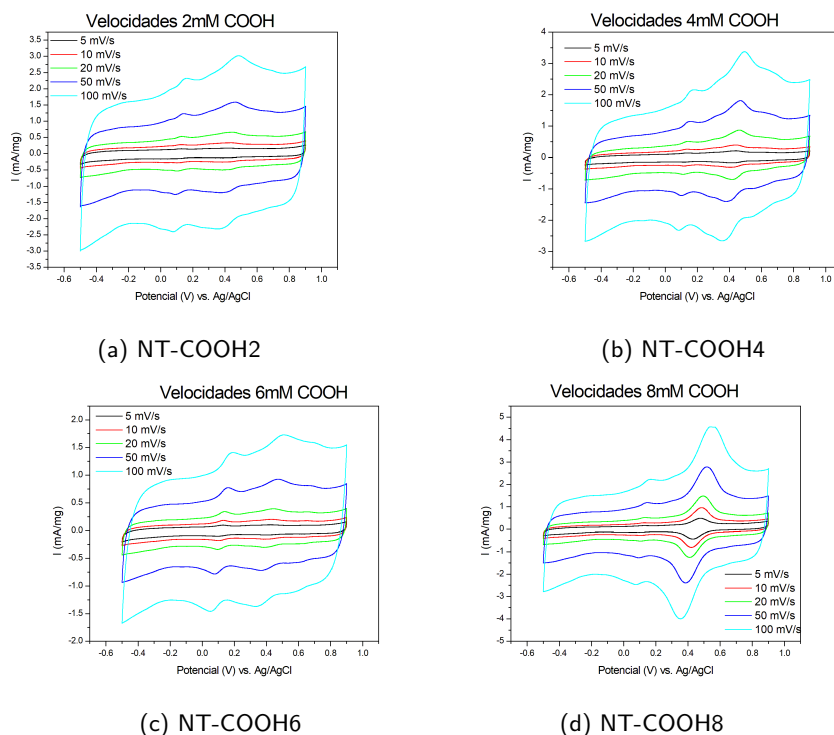 Velocidades 2mM COOH
5 mV/s
10 mV/s
20 mV/s
50 mV/s
100 mV/s
3.5
3.0
2.5
2.0
1.5
1.0
0.5
0.0
-0.5
-1.0
-1.5
-2.0
-2.5
-3.0
-3.5
I (mA/mg)
-0.6 -0.4 -0.2 0.0 0.2 0.4 0.6 0.8 1.0
Potencial (V) vs. Ag/AgCl
(a) NT-COOH2
Velocidades 4mM COOH
5 mV/s
10 mV/s
20 mV/s
50 mV/s
100 mV/s
4
3
2
1
0
-1
-2
-3
I (mA/mg)
-0.6 -0.4 -0.2 0.0 0.2 0.4 0.6 0.8 1.0
Potencial (V) vs. Ag/AgCl
(b) NT-COOH4
Velocidades 6mM COOH
5 mV/s
10 mV/s
20 mV/s
50 mV/s
100 mV/s
2.0
1.5
1.0
0.5
0.0
-0.5
-1.0
-1.5
-2.0
I (mA/mg)
-0.6 -0.4 -0.2 0.0 0.2 0.4 0.6 0.8 1.0
Potencial (V) vs. Ag/AgCl
(c) NT-COOH6
Velocidades 8mM COOH
5
4
3
2
1
0
-1
-2
-3
-4
-5
I (mA/mg)
5 mV/s
10 mV/s
20 mV/s
50 mV/s
100 mV/s
-0.6 -0.4 -0.2 0.0 0.2 0.4 0.6 0.8 1.0
Potencial (V) vs. Ag/AgCl
(d) NT-COOH8